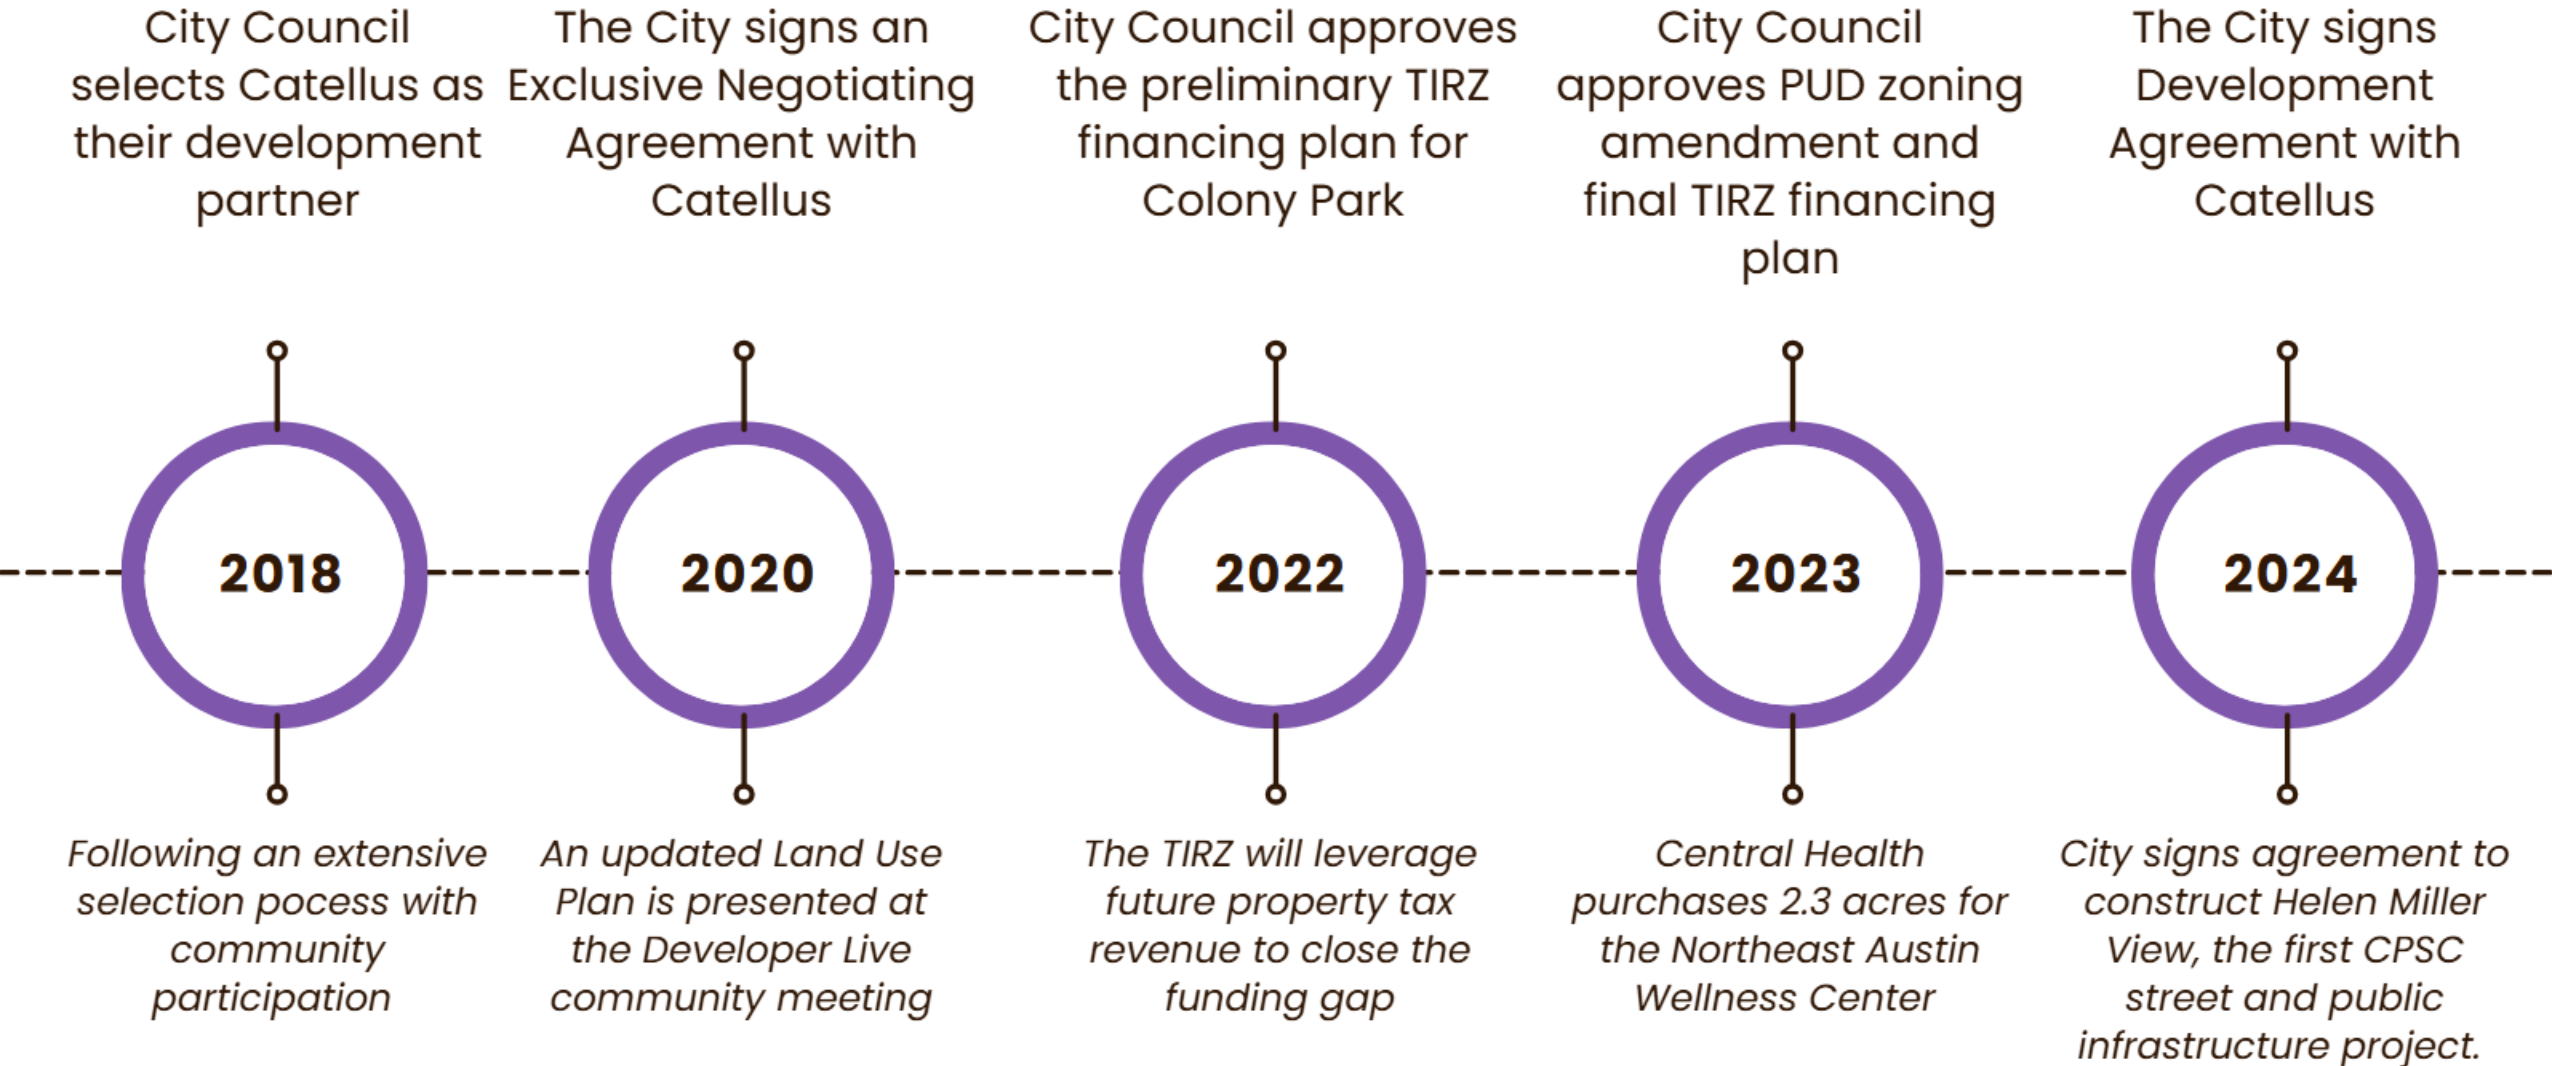 City Council
selects Catellus as
their development
partner
The City signs an
Exclusive Negotiating
Agreement with
Catellus
City Council approves
the preliminary TIRZ
financing plan for
Colony Park
City Council
approves PUD zoning
amendment and
final TIRZ financing
plan
The City signs
Development
Agreement with
Catellus
2018
2020
2022
2023
2024
Following an extensive
selection pocess with
community
participation
An updated Land Use
Plan is presented at
the Developer Live
community meeting
The TIRZ will leverage
future property tax
revenue to close the
funding gap
Central Health
purchases 2.3 acres for
the Northeast Austin
Wellness Center
City signs agreement to
construct Helen Miller
View, the first CPSC
street and public
infrastructure project.